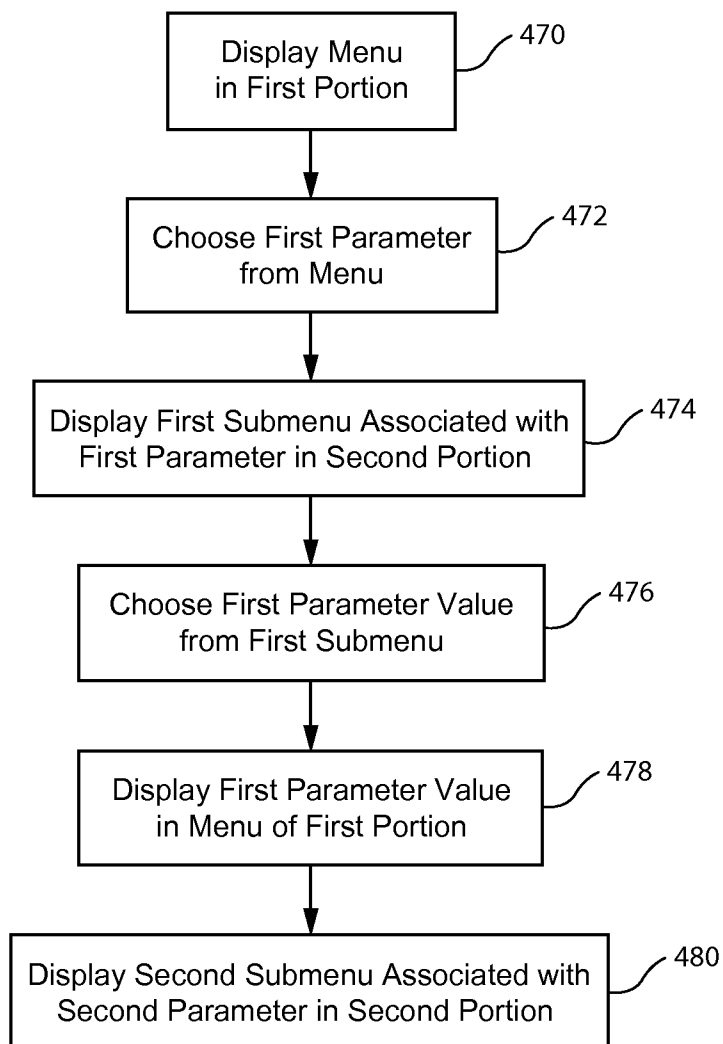 Display Menu
in First Portion
470
Choose First Parameter
from Menu
472
Display First Submenu Associated with
First Parameter in Second Portion
474
Choose First Parameter Value
from First Submenu
476
Display First Parameter Value
in Menu of First Portion
478
Display Second Submenu Associated with
Second Parameter in Second Portion
480